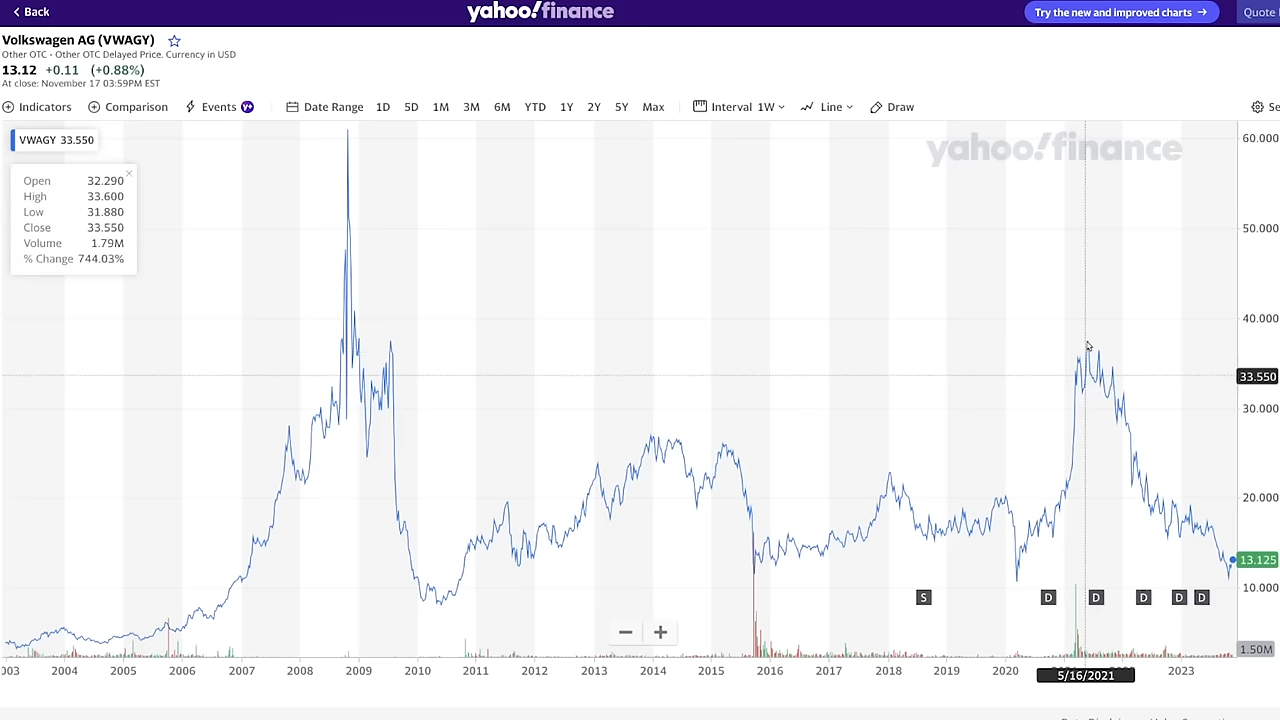 Back
yahoo!finance
Try the new and improved charts →
Quote
Volkswagen AG (VWAGY)
Other OTC - Other OTC Delayed Price. Currency in USD
13.12 +0.11 (+0.88%)
At close: November 17 03:59PM EST
Indicators Comparison Events Y+ Date Range 1D 5D 1M 3M 6M YTD 1Y 2Y 5Y Max Interval 1W Line Draw Se
VWAGY 33.550
yahoo!finance
Open 32.290
High 33.600
Low 31.880
Close 33.550
Volume 1.79M
% Change 744.03%
60.000
50.000
40.000
33.550
30.000
20.000
13.125
10.000
S D D D D D
1.50M
003 2004 2005 2006 2007 2008 2009 2010 2011 2012 2013 2014 2015 2016 2017 2018 2019 2020 2023
5/16/2021